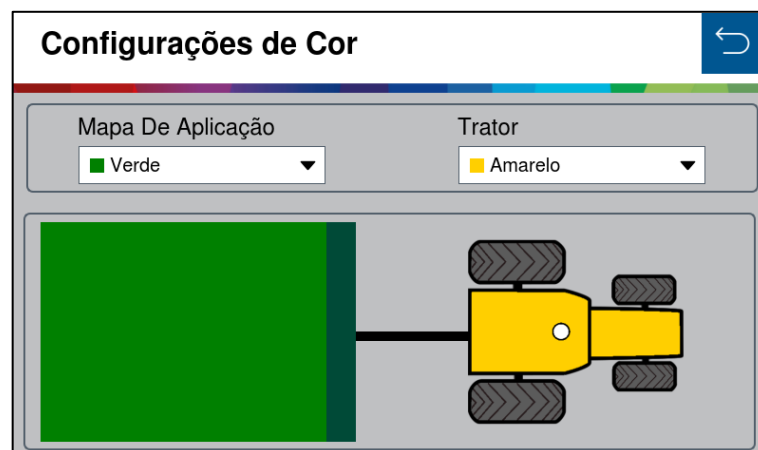 Configurações de Cor
Mapa De Aplicação
Trator
Verde
Amarelo